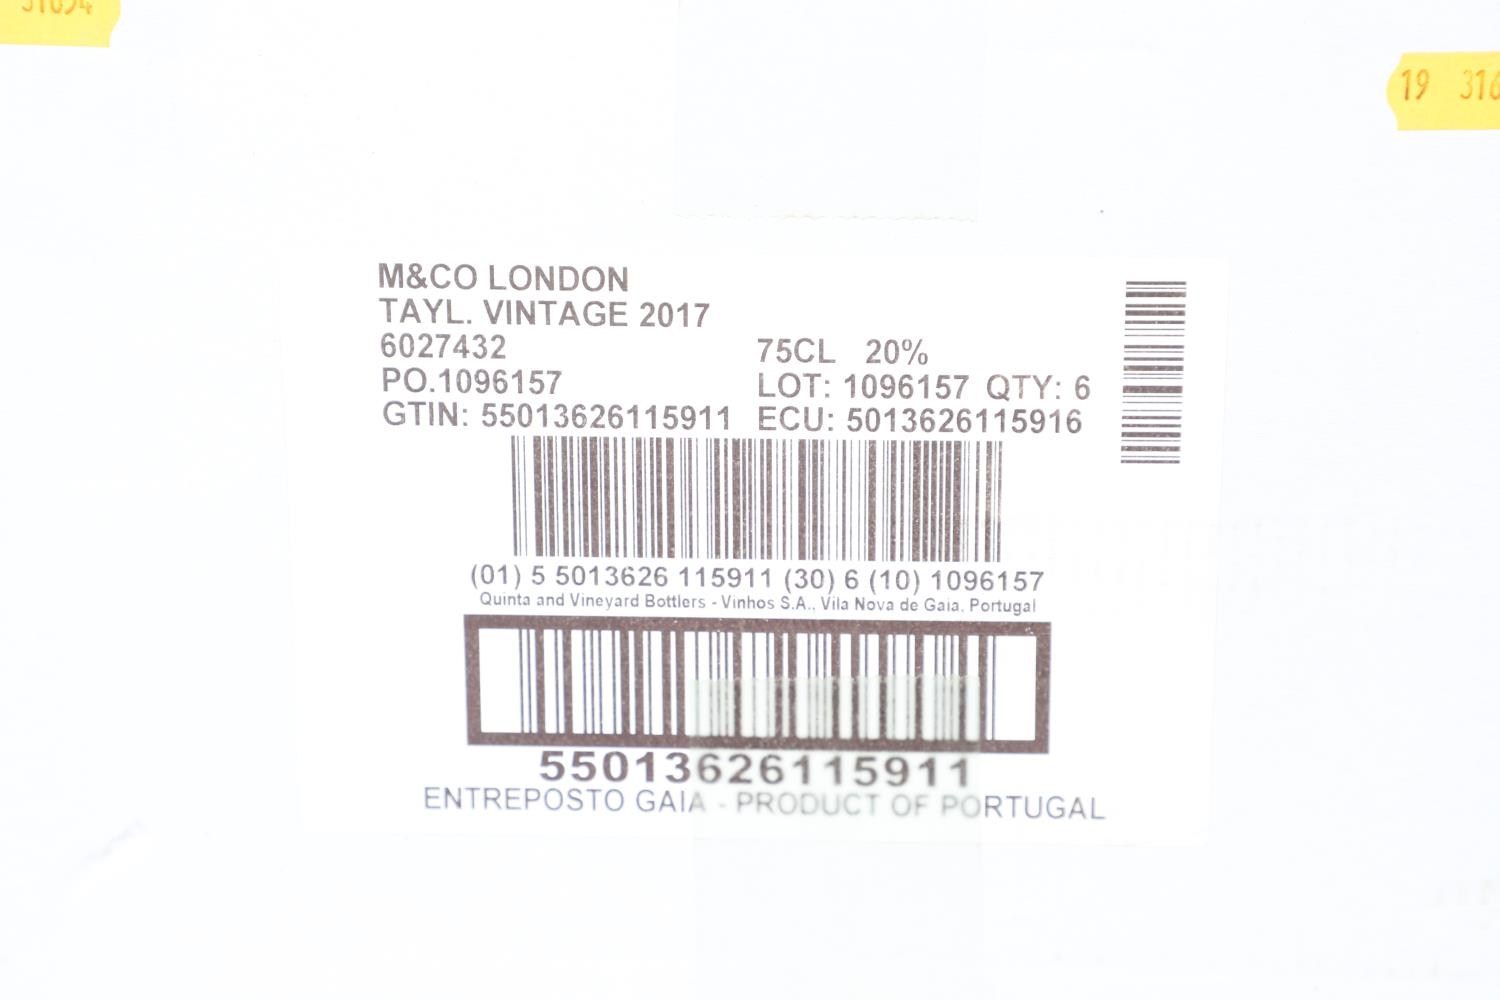 M&CO LONDON
TAYL. VINTAGE 2017
6027432
75CL 20%
PO.1096157
LOT: 1096157 QTY: 6
GTIN: 55013626115911
ECU: 5013626115916
(01) 5 5013626 115911 (30) 6 (10) 1096157
Quinta and Vineyard Bottlers - Vinhos S.A., Vila Nova de Gaia, Portugal
55013626115911
ENTREPOSTO GAIA - PRODUCT OF PORTUGAL
19